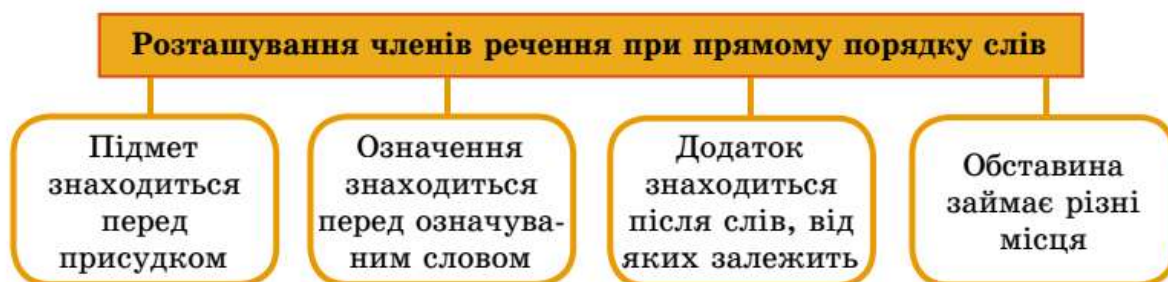 Розташування членів речення при прямому порядку слів
Підмет
знаходиться
перед
присудком
Означення
знаходиться
перед означува-
ним словом
Додаток
знаходиться
після слів, від
яких залежить
Обставина
займає різні
місця